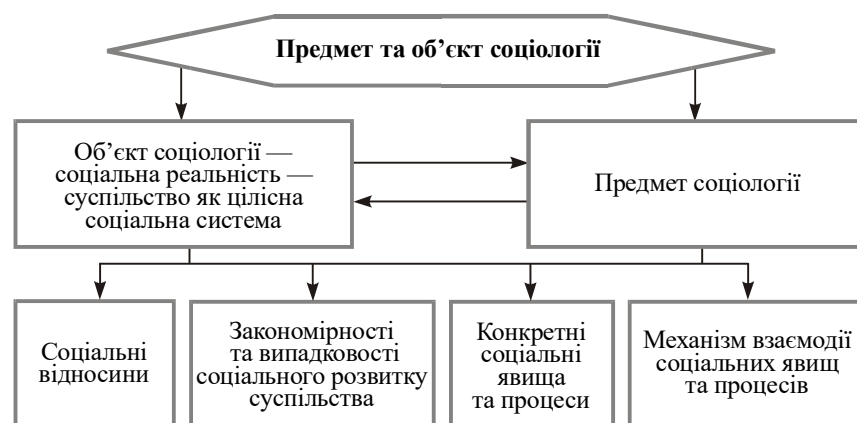 Предмет та об’єкт соціології
Об’єкт соціології —
соціальна реальність —
суспільство як цілісна
соціальна система
Предмет соціології
Соціальні
відносини
Закономірності
та випадковості
соціального розвитку
суспільства
Конкретні
соціальні
явища
та процеси
Механізм взаємодії
соціальних явищ
та процесів